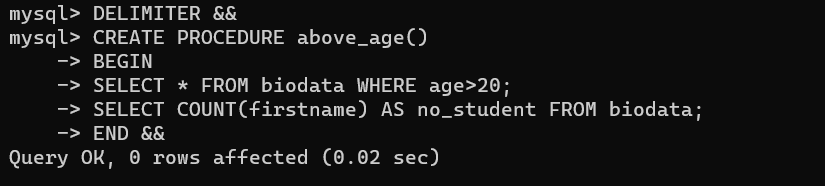 mysql> DELIMITER &&
mysql> CREATE PROCEDURE above_age()
    -> BEGIN
    -> SELECT * FROM biodata WHERE age>20;
    -> SELECT COUNT(firstname) AS no_student FROM biodata;
    -> END &&
Query OK, 0 rows affected (0.02 sec)